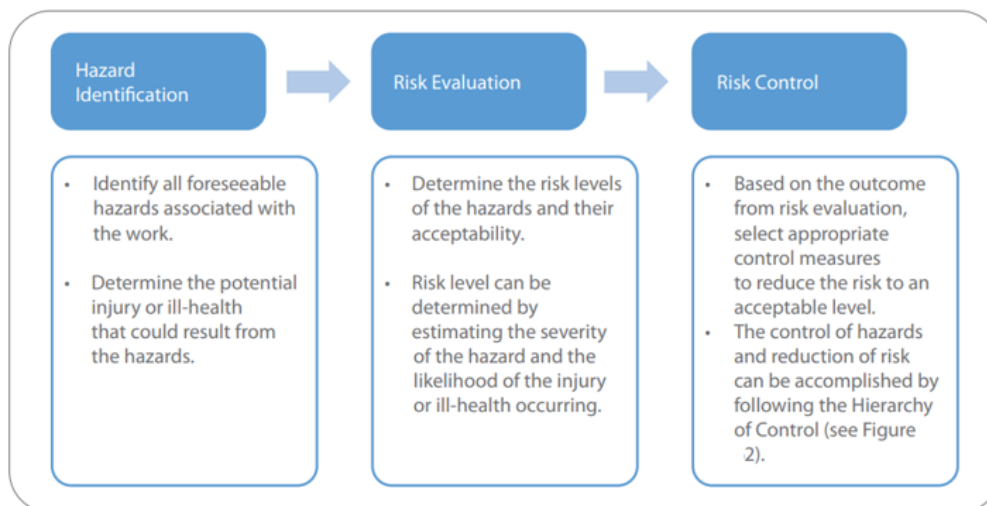 Hazard
Identification
Risk Evaluation
Risk Control
• Identify all foreseeable
hazards associated with
the work.
• Determine the potential
injury or ill-health
that could result from
the hazards.
• Determine the risk levels
of the hazards and their
acceptability.
• Risk level can be
determined by
estimating the severity
of the hazard and the
likelihood of the injury
or ill-health occurring.
• Based on the outcome
from risk evaluation,
select appropriate
control measures
to reduce the risk to an
acceptable level.
• The control of hazards
and reduction of risk
can be accomplished by
following the Hierarchy
of Control (see Figure
2).